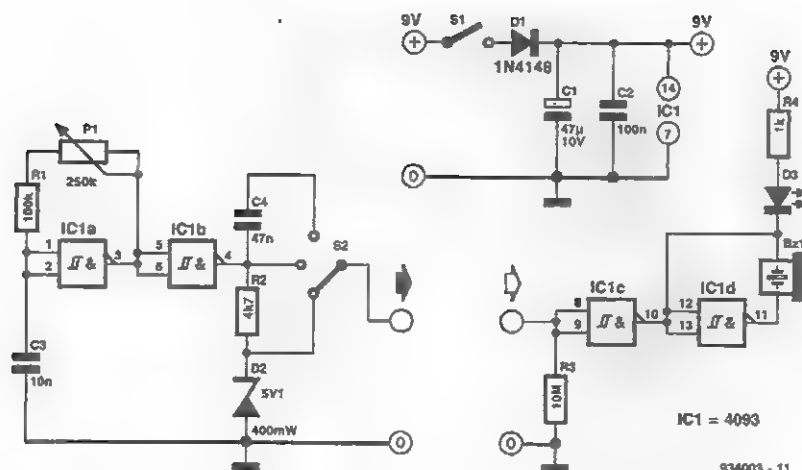 9V
S1
D1
1N4148
9V
14
IC1
7
C1
47µ
10V
C2
100n
0
9V
R4
1k
D3
Bz1
P1
250k
R1
100k
IC1a
1
2
3
&
IC1b
5
6
4
&
C4
47n
S2
R2
4k7
D2
5V1
400mW
C3
10n
0
8
9
IC1c
&
10
12
13
IC1d
&
11
R3
10M
0
IC1 = 4093
934003 - 11